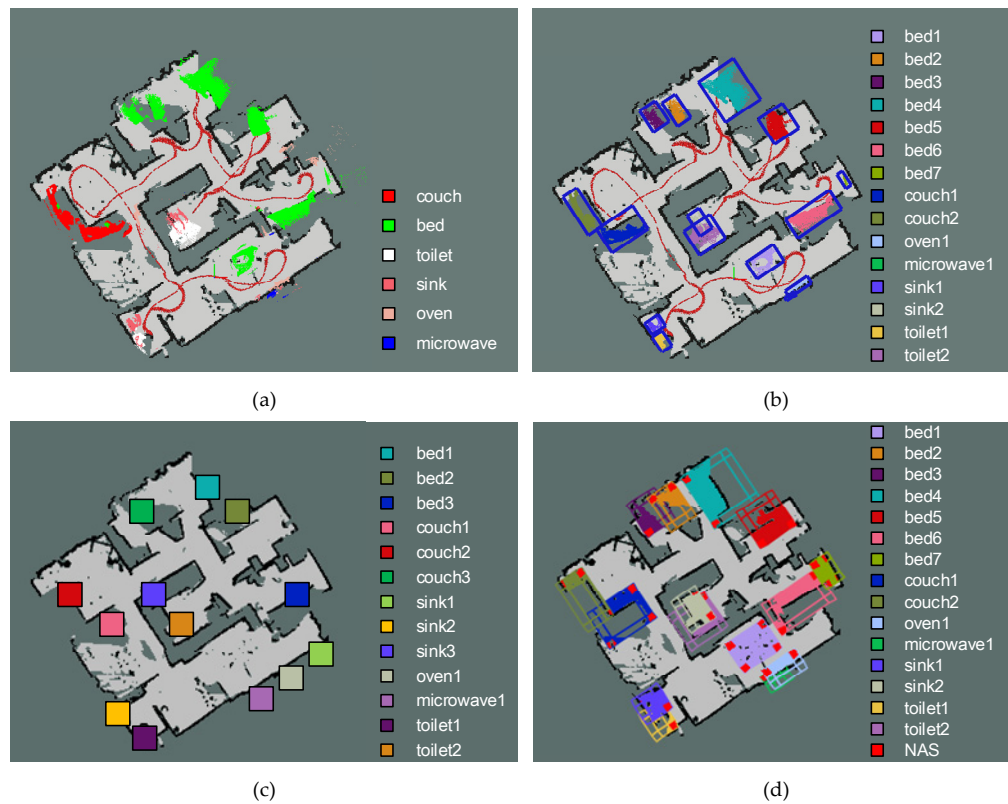 couch
bed
toilet
sink
oven
microwave
(a)
bed1
bed2
bed3
bed4
bed5
bed6
bed7
couch1
couch2
oven1
microwave1
sink1
sink2
toilet1
toilet2
(b)
bed1
bed2
bed3
couch1
couch2
couch3
sink1
sink2
sink3
oven1
microwave1
toilet1
toilet2
(c)
bed1
bed2
bed3
bed4
bed5
bed6
bed7
couch1
couch2
oven1
microwave1
sink1
sink2
toilet1
toilet2
NAS
(d)